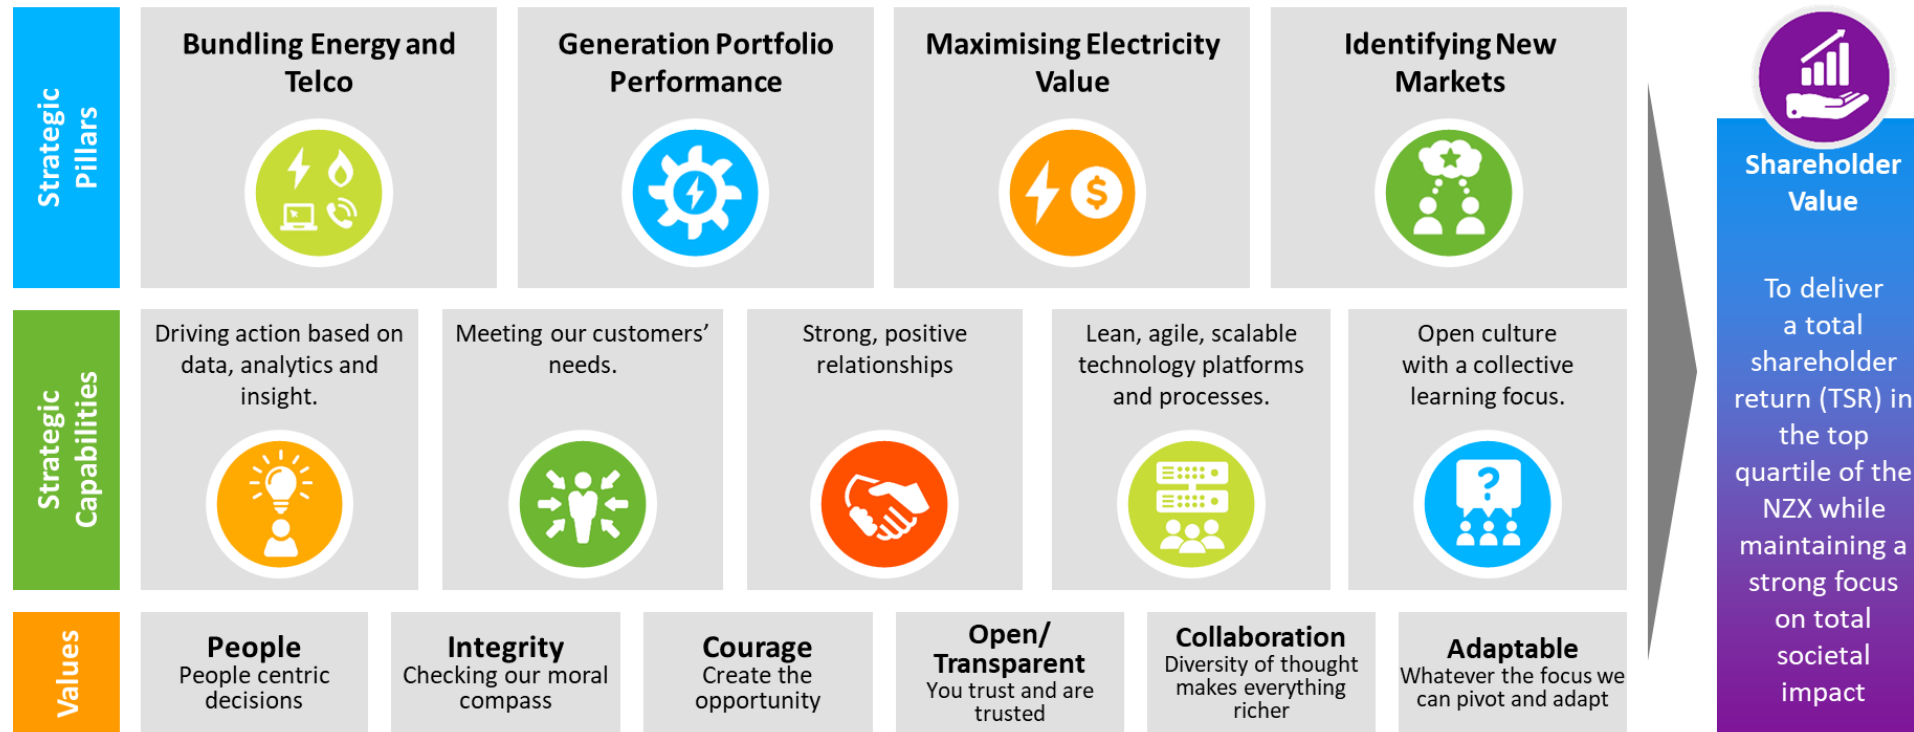 Strategic
Pillars
Bundling Energy and
Telco
Generation Portfolio
Performance
Maximising Electricity
Value
Identifying New
Markets
$
Strategic
Capabilities
Driving action based on
data, analytics and
insight.
Meeting our customers’
needs.
Strong, positive
relationships
Lean, agile, scalable
technology platforms
and processes.
Open culture
with a collective
learning focus.
?
Values
People
People centric
decisions
Integrity
Checking our moral
compass
Courage
Create the
opportunity
Open/
Transparent
You trust and are
trusted
Collaboration
Diversity of thought
makes everything
richer
Adaptable
Whatever the focus we
can pivot and adapt
Shareholder
Value
To deliver
a total
shareholder
return (TSR) in
the top
quartile of the
NZX while
maintaining a
strong focus
on total
societal
impact